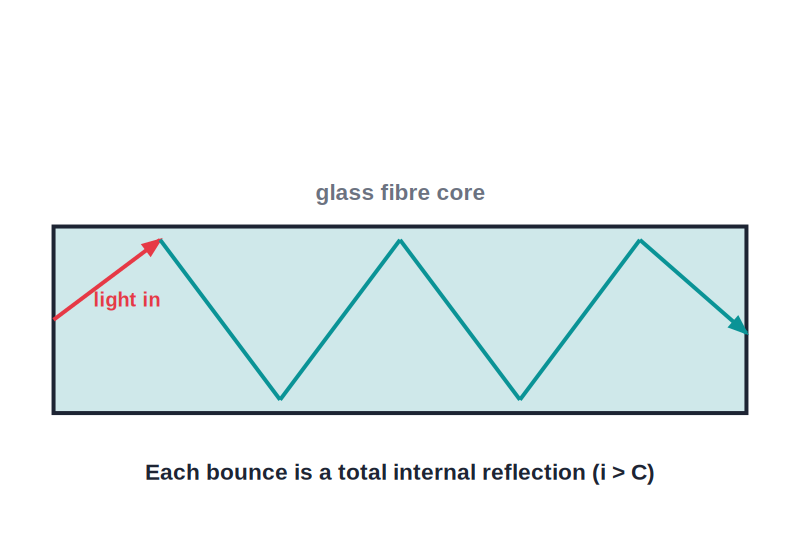 glass fibre core
light in
Each bounce is a total internal reflection (i > C)